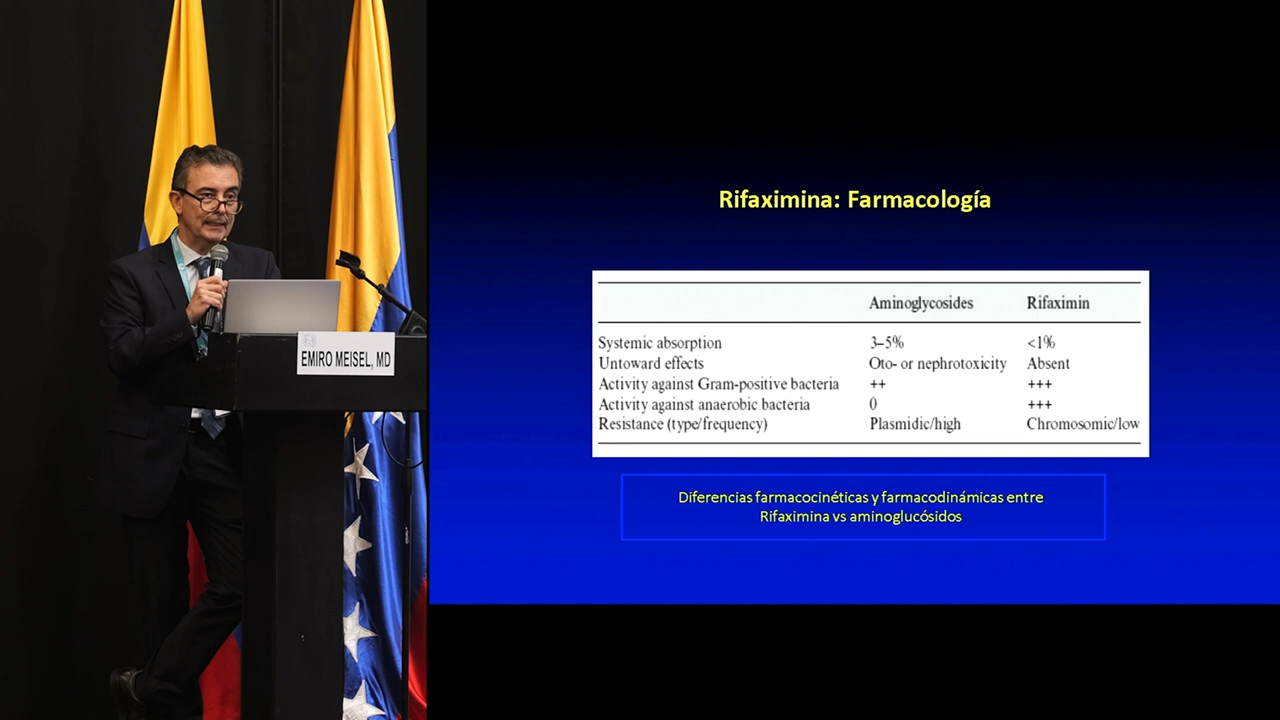 EMIRO MEISEL, MD
Rifaximina: Farmacología
Aminoglycosides Rifaximin
Systemic absorption 3–5% <1%
Untoward effects Oto- or nephrotoxicity Absent
Activity against Gram-positive bacteria ++ +++
Activity against anaerobic bacteria 0 +++
Resistance (type/frequency) Plasmidic/high Chromosomic/low
Diferencias farmacocinéticas y farmacodinámicas entre
Rifaximina vs aminoglucósidos